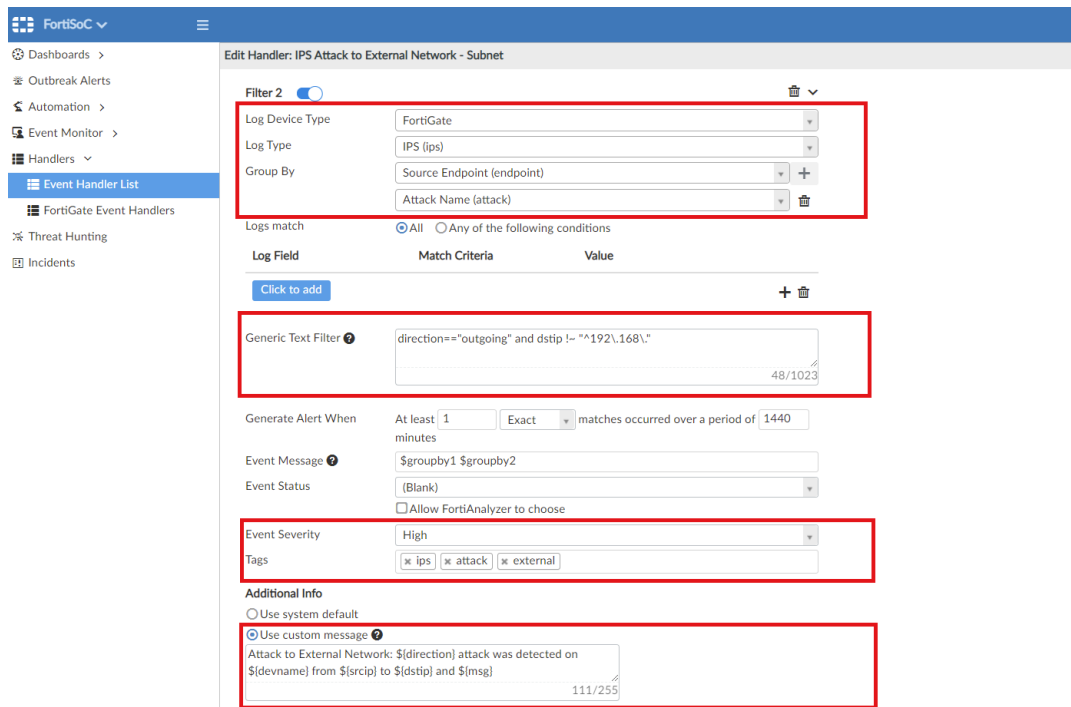 FortiSoC
Dashboards
Outbreak Alerts
Automation
Event Monitor
Handlers
Event Handler List
FortiGate Event Handlers
Threat Hunting
Incidents
Edit Handler: IPS Attack to External Network - Subnet
Filter 2
Log Device Type FortiGate
Log Type IPS (ips)
Group By Source Endpoint (endpoint)
Attack Name (attack)
Logs match All Any of the following conditions
Log Field Match Criteria Value
Click to add
Generic Text Filter direction=="outgoing" and dstip !~ "^192\.168\."
48/1023
Generate Alert When At least 1 Exact matches occurred over a period of 1440
minutes
Event Message $groupby1 $groupby2
Event Status (Blank)
Allow FortiAnalyzer to choose
Event Severity High
Tags ips attack external
Additional Info
Use system default
Use custom message
Attack to External Network: ${direction} attack was detected on
${devname} from ${srcip} to ${dstip} and ${msg}
111/255